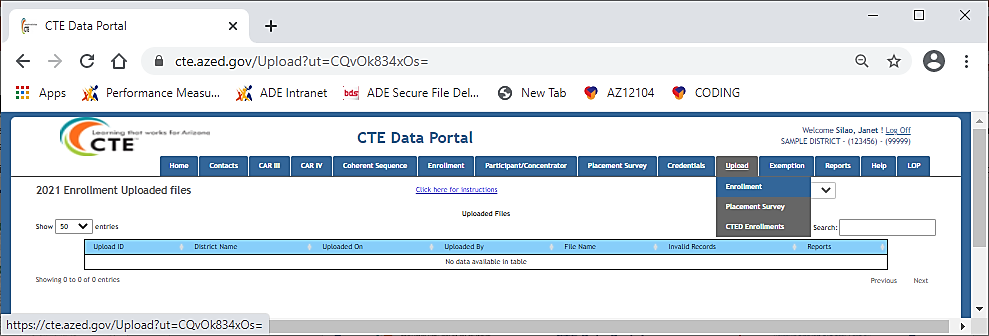 CTE Data Portal
cte.azed.gov/Upload?ut=CQvOk834xOs=
Apps Performance Measu... ADE Intranet bds ADE Secure File Del... New Tab AZ12104 CODING
Learning that works for Arizona
CTE
CTE Data Portal
Welcome Silao, Janet ! Log Off
SAMPLE DISTRICT - (123456) - (99999)
Home Contacts CAR III CAR IV Coherent Sequence Enrollment Participant/Concentrator Placement Survey Credentials Upload Exemption Reports Help LOP
2021 Enrollment Uploaded files
Click here for instructions
Enrollment
Placement Survey
CTED Enrollments
Uploaded Files
Show 50 entries
Search:
Upload ID District Name Uploaded On Uploaded By File Name Invalid Records Reports
No data available in table
Showing 0 to 0 of 0 entries
Previous Next
https://cte.azed.gov/Upload?ut=CQvOk834xOs=